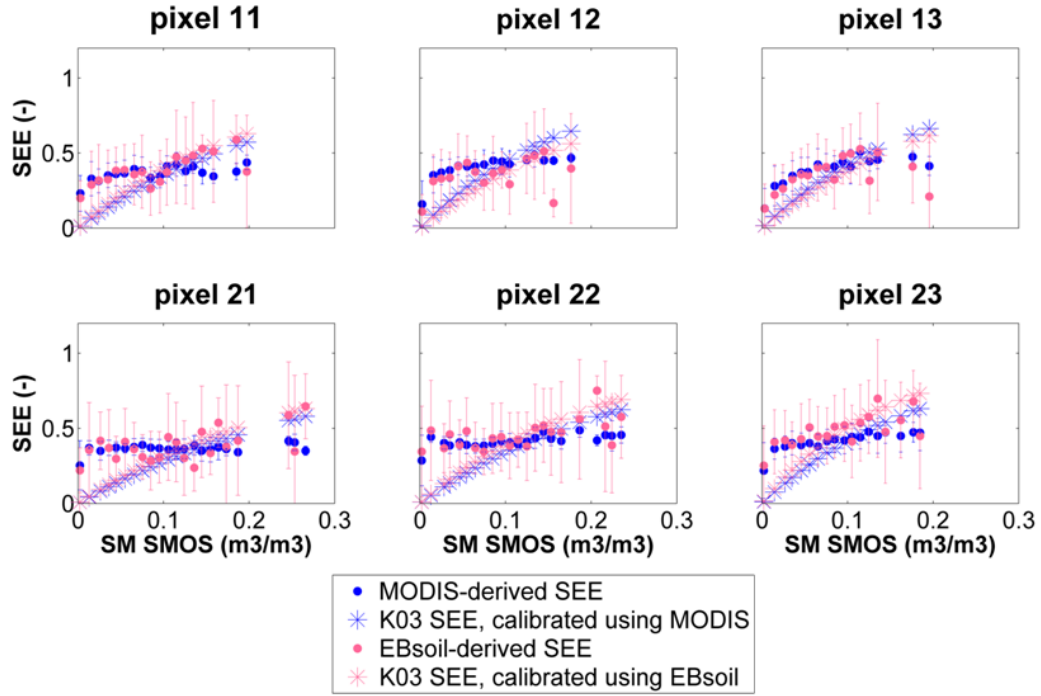 pixel 11
pixel 12
pixel 13
SEE (-)
1
0.5
0
pixel 21
pixel 22
pixel 23
SEE (-)
1
0.5
0
0 0.1 0.2 0.3
0 0.1 0.2 0.3
0 0.1 0.2 0.3
SM SMOS (m3/m3)
SM SMOS (m3/m3)
SM SMOS (m3/m3)
MODIS-derived SEE
K03 SEE, calibrated using MODIS
EBsoil-derived SEE
K03 SEE, calibrated using EBsoil